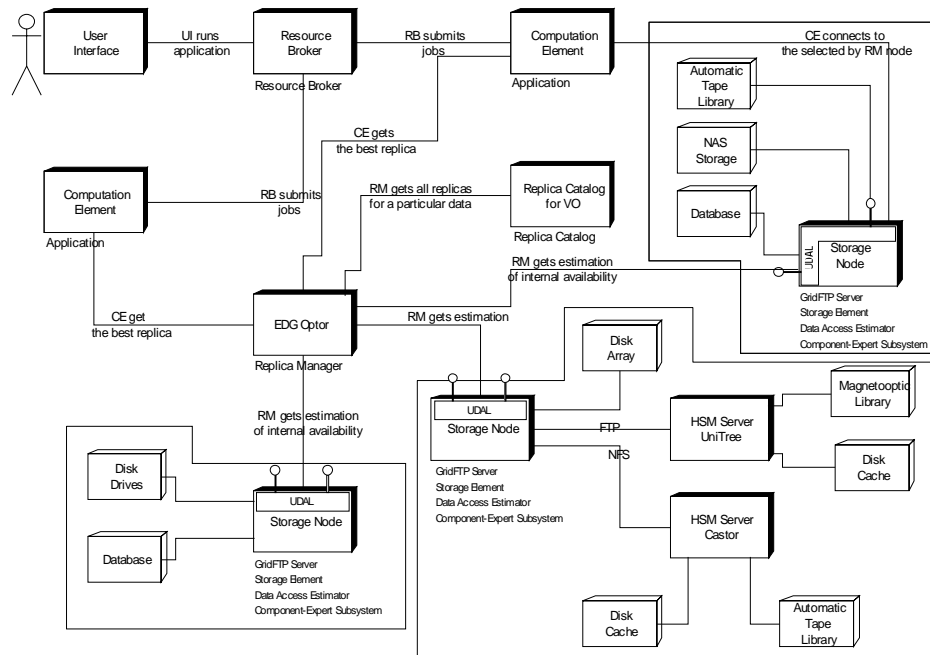 User
Interface
UI runs
application
Resource
Broker
Resource Broker
RB submits
jobs
Computation
Element
Application
CE connects to
the selected by RM node
Automatic
Tape
Library
NAS
Storage
Database
UDAL
Storage
Node
GridFTP Server
Storage Element
Data Access Estimator
Component-Expert Subsystem
CE gets
the best replica
Computation
Element
Application
RB submits
jobs
RM gets all replicas
for a particular data
Replica Catalog
for VO
Replica Catalog
RM gets estimation
of internal availability
CE get
the best replica
EDG Optor
Replica Manager
RM gets estimation
Disk
Array
RM gets estimation
of internal availability
UDAL
Storage Node
GridFTP Server
Storage Element
Data Access Estimator
Component-Expert Subsystem
FTP
NFS
HSM Server
UniTree
Magnetooptic
Library
Disk
Cache
HSM Server
Castor
Disk
Cache
Automatic
Tape
Library
Disk
Drives
Database
UDAL
Storage Node
GridFTP Server
Storage Element
Data Access Estimator
Component-Expert Subsystem